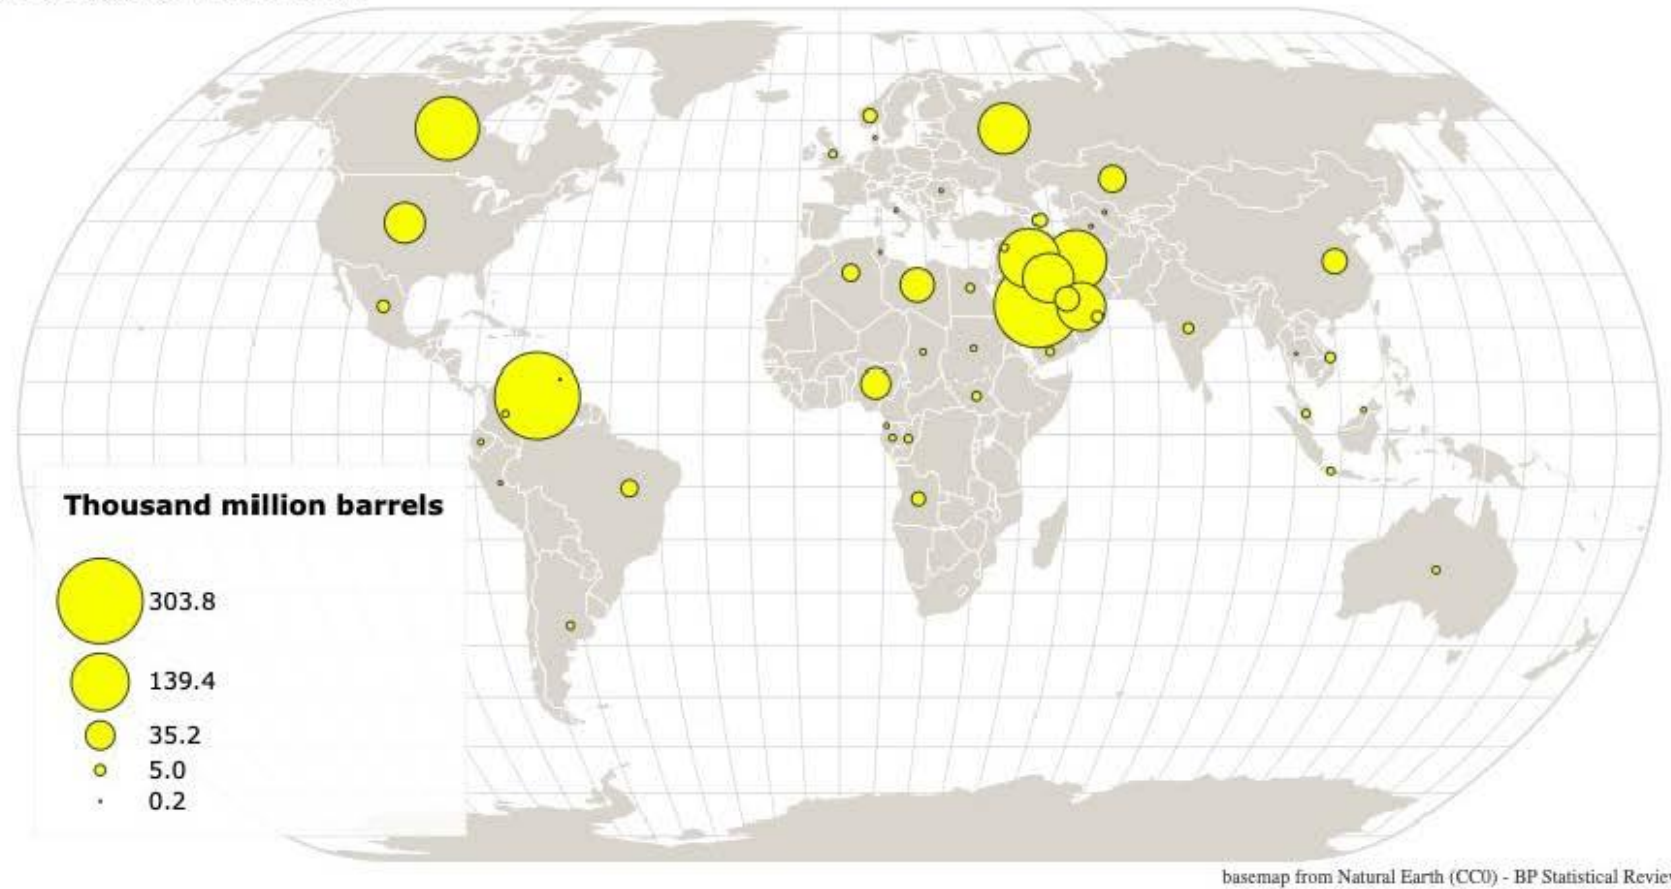 Thousand million barrels
303.8
139.4
35.2
5.0
0.2
basemap from Natural Earth (CC0) - BP Statistical